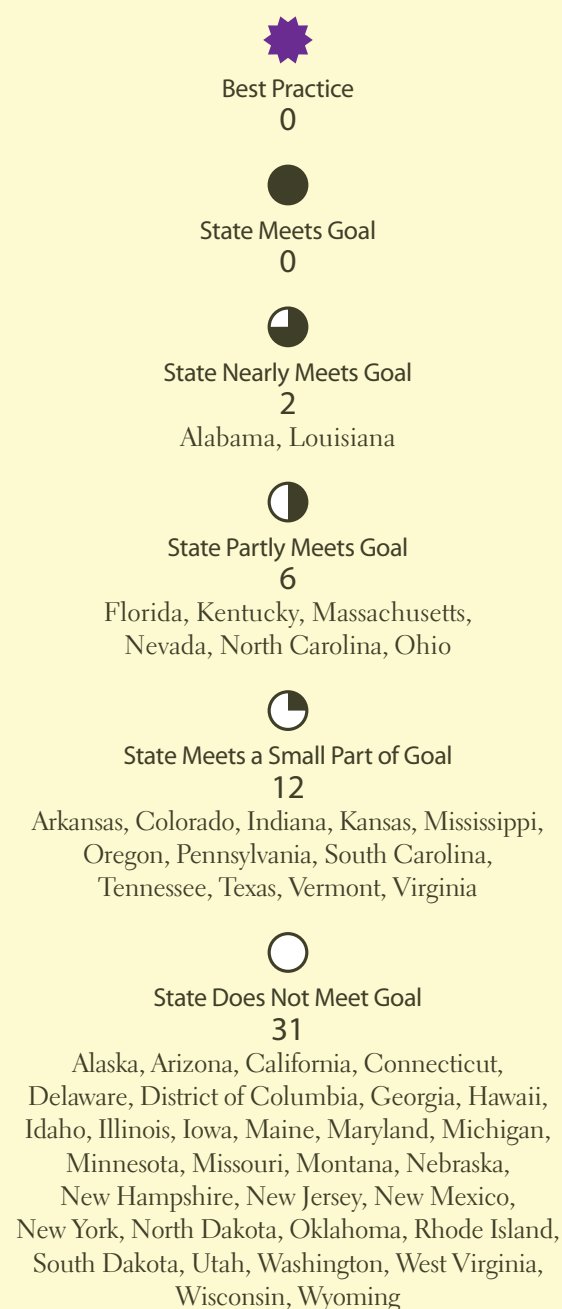 Best Practice
0
State Meets Goal
0
State Nearly Meets Goal
2
Alabama, Louisiana
State Partly Meets Goal
6
Florida, Kentucky, Massachusetts,
Nevada, North Carolina, Ohio
State Meets a Small Part of Goal
12
Arkansas, Colorado, Indiana, Kansas, Mississippi,
Oregon, Pennsylvania, South Carolina,
Tennessee, Texas, Vermont, Virginia
State Does Not Meet Goal
31
Alaska, Arizona, California, Connecticut,
Delaware, District of Columbia, Georgia, Hawaii,
Idaho, Illinois, Iowa, Maine, Maryland, Michigan,
Minnesota, Missouri, Montana, Nebraska,
New Hampshire, New Jersey, New Mexico,
New York, North Dakota, Oklahoma, Rhode Island,
South Dakota, Utah, Washington, West Virginia,
Wisconsin, Wyoming